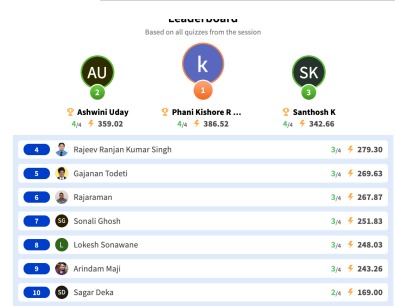 Leaderboard
Based on all quizzes from the session
k
AU
SK
1
2
3
Ashwini Uday
4/4 359.02
Phani Kishore R ...
4/4 386.52
Santhosh K
4/4 342.66
4 Rajeev Ranjan Kumar Singh 3/4 279.30
5 Gajanan Todeti 3/4 269.63
6 Rajaraman 3/4 267.87
7 SG Sonali Ghosh 3/4 251.83
8 L Lokesh Sonawane 3/4 248.03
9 Arindam Maji 3/4 243.26
10 SD Sagar Deka 2/4 169.00